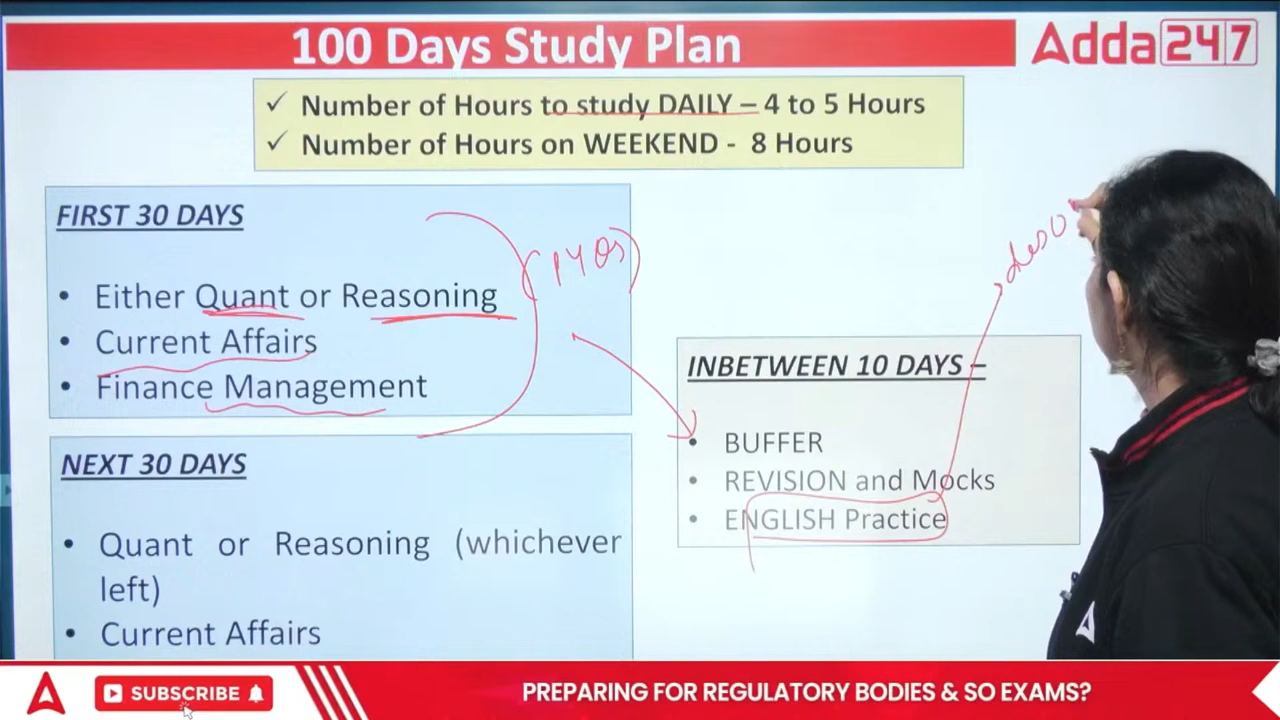 100 Days Study Plan
Adda 247
✓ Number of Hours to study DAILY – 4 to 5 Hours
✓ Number of Hours on WEEKEND - 8 Hours
FIRST 30 DAYS
• Either Quant or Reasoning
• Current Affairs
• Finance Management
(PYQs)
INBETWEEN 10 DAYS –
• BUFFER
• REVISION and Mocks
• ENGLISH Practice
NEXT 30 DAYS
• Quant or Reasoning (whichever
left)
• Current Affairs
SUBSCRIBE
PREPARING FOR REGULATORY BODIES & SO EXAMS?